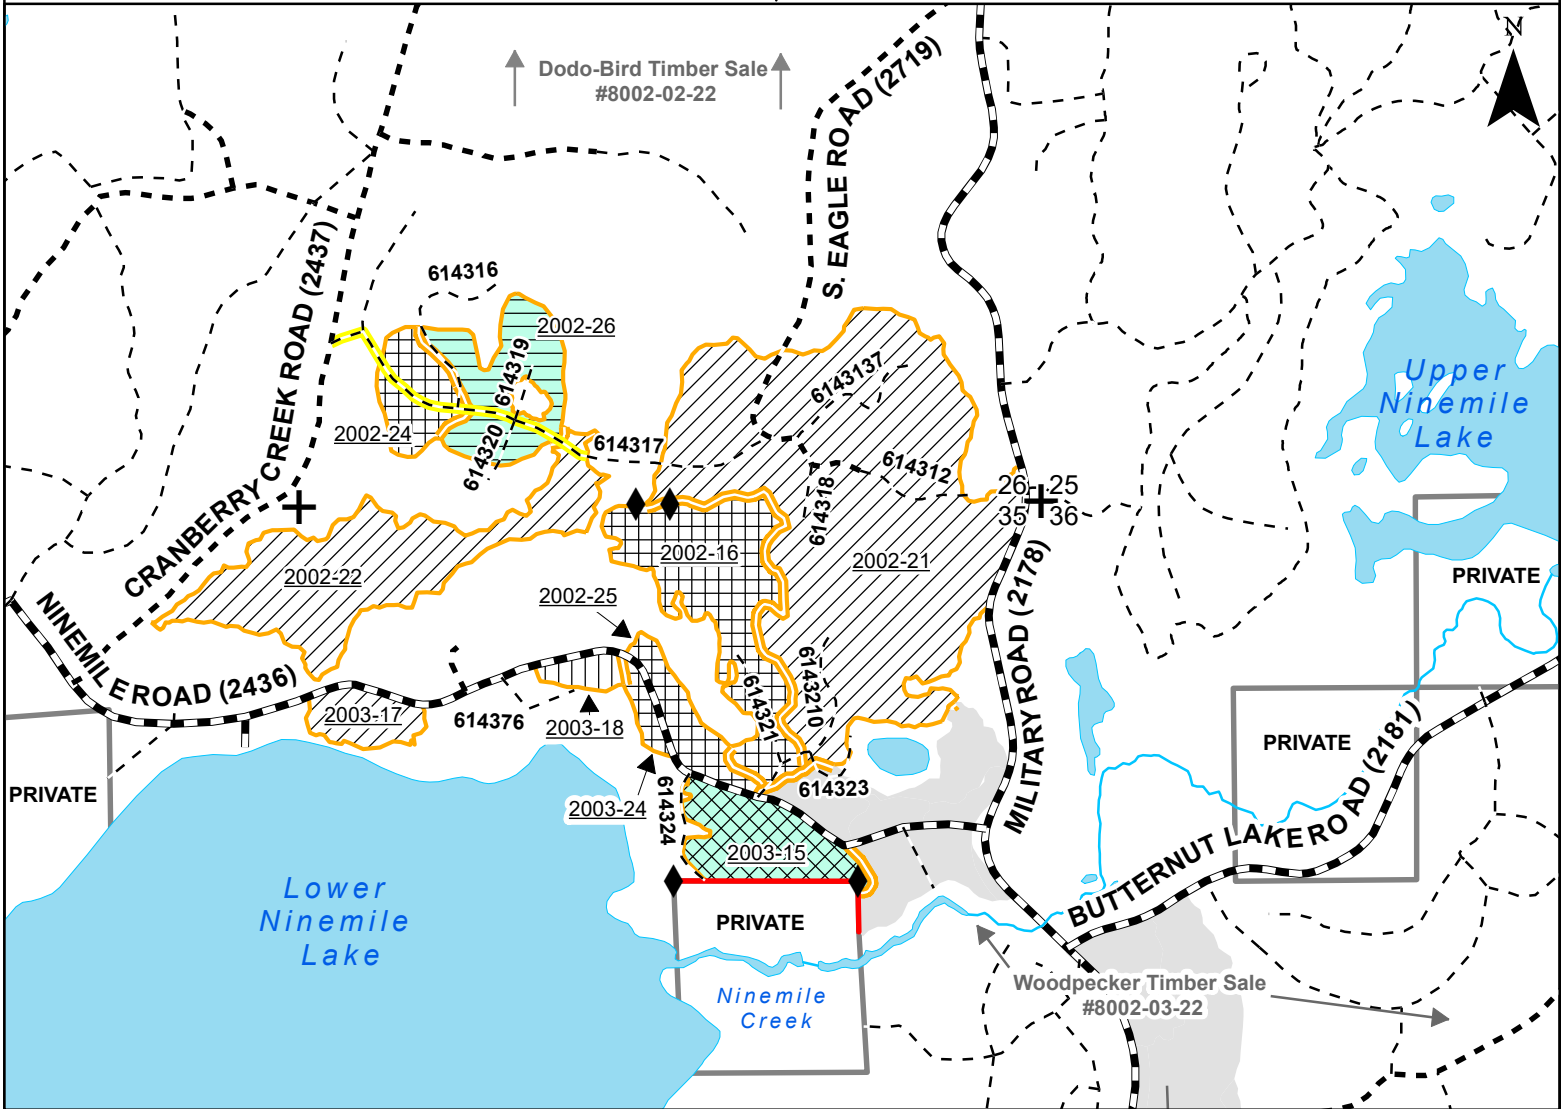 N
Dodo-Bird Timber Sale
#8002-02-22
S. EAGLE ROAD (2719)
CRANBERRY CREEK ROAD (2437)
614316
2002-26
614319
6143137
Upper
Ninemile
Lake
2002-24
614320
614317
614312
614318
26 25
35 36
2002-16
2002-21
2002-22
2002-25
PRIVATE
NINEMILE ROAD (2436)
MILITARY ROAD (2178)
614321
6143210
2003-17
614376
2003-18
PRIVATE
BUTTERNUT LAKE ROAD (2181)
PRIVATE
2003-24
614324
614323
2003-15
Lower
Ninemile
Lake
PRIVATE
Ninemile
Creek
Woodpecker Timber Sale
#8002-03-22